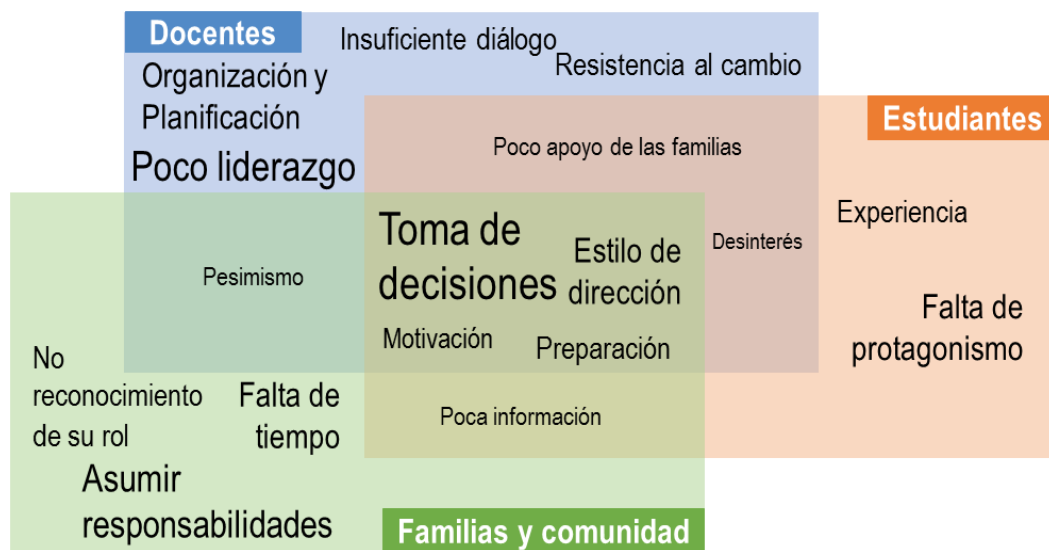 Docentes
Insuficiente diálogo
Resistencia al cambio
Organización y
Planificación
Poco liderazgo
Estudiantes
Poco apoyo de las familias
Experiencia
Toma de
decisiones
Estilo de
dirección
Desinterés
Pesimismo
Falta de
protagonismo
Motivación
Preparación
No
reconocimiento
de su rol
Falta de
tiempo
Poca información
Asumir
responsabilidades
Familias y comunidad